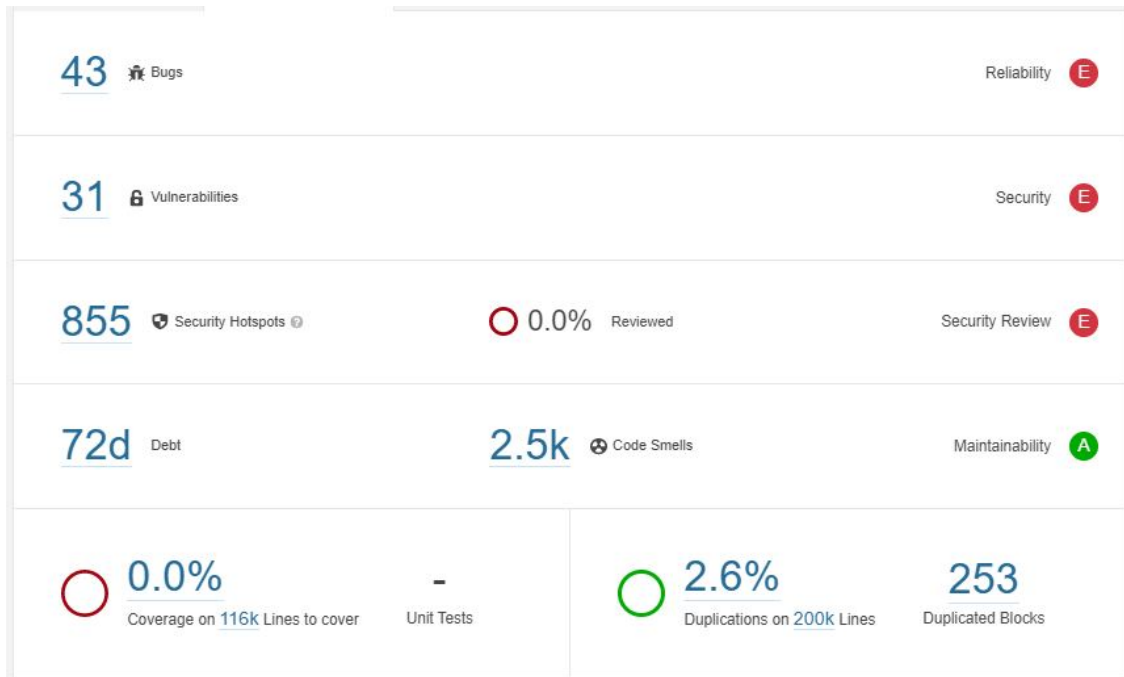 43 Bugs Reliability E
31 Vulnerabilities Security E
855 Security Hotspots ? 0.0% Reviewed Security Review E
72d Debt 2.5k Code Smells Maintainability A
0.0% - 2.6% 253
Coverage on 116k Lines to cover Unit Tests Duplications on 200k Lines Duplicated Blocks